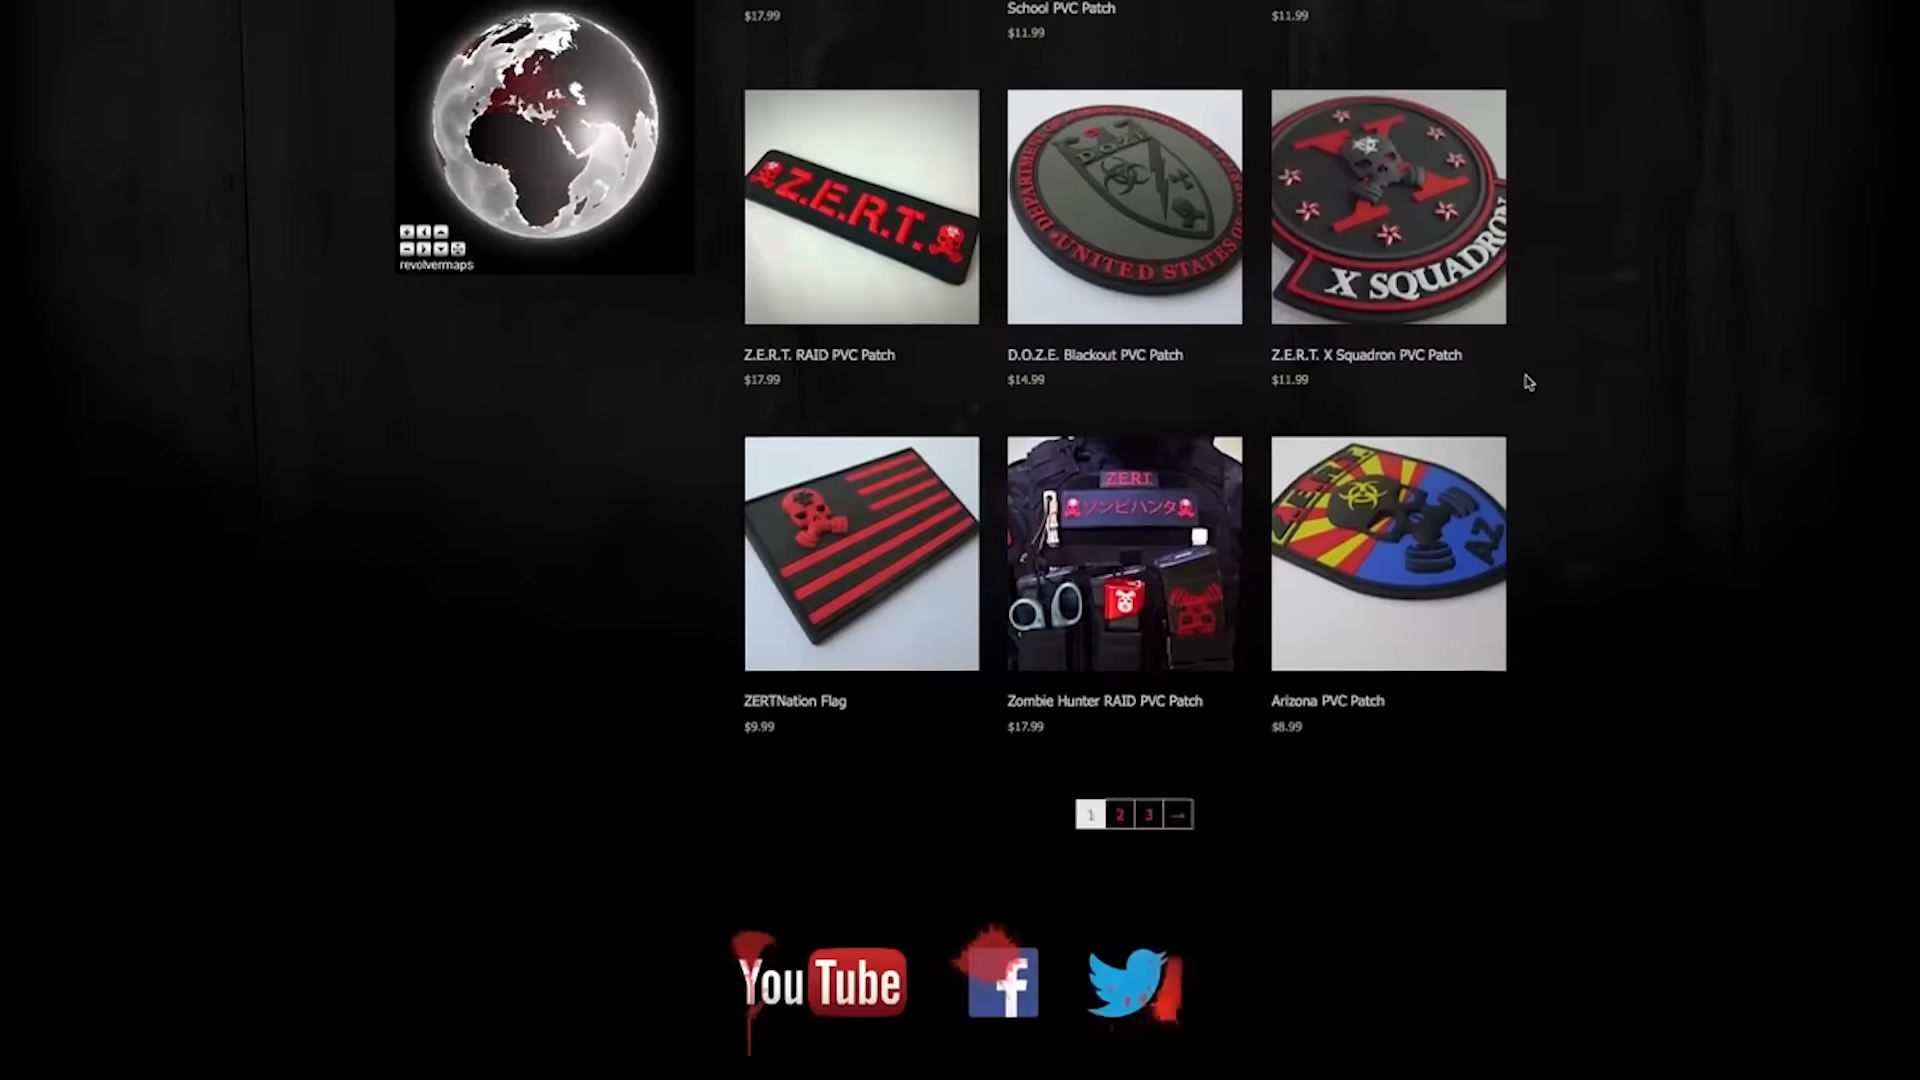 $17.99
School PVC Patch
$11.99
$11.99
revolvermaps
Z.E.R.T.
D.O.Z.E.
UNITED STATES
X SQUADRON
Z.E.R.T. RAID PVC Patch
$17.99
D.O.Z.E. Blackout PVC Patch
$14.99
Z.E.R.T. X Squadron PVC Patch
$11.99
Z.E.R.T.
ゾンビハンタ
AZ
ZERTNation Flag
$9.99
Zombie Hunter RAID PVC Patch
$17.99
Arizona PVC Patch
$8.99
1 2 3 →
YouTube
f